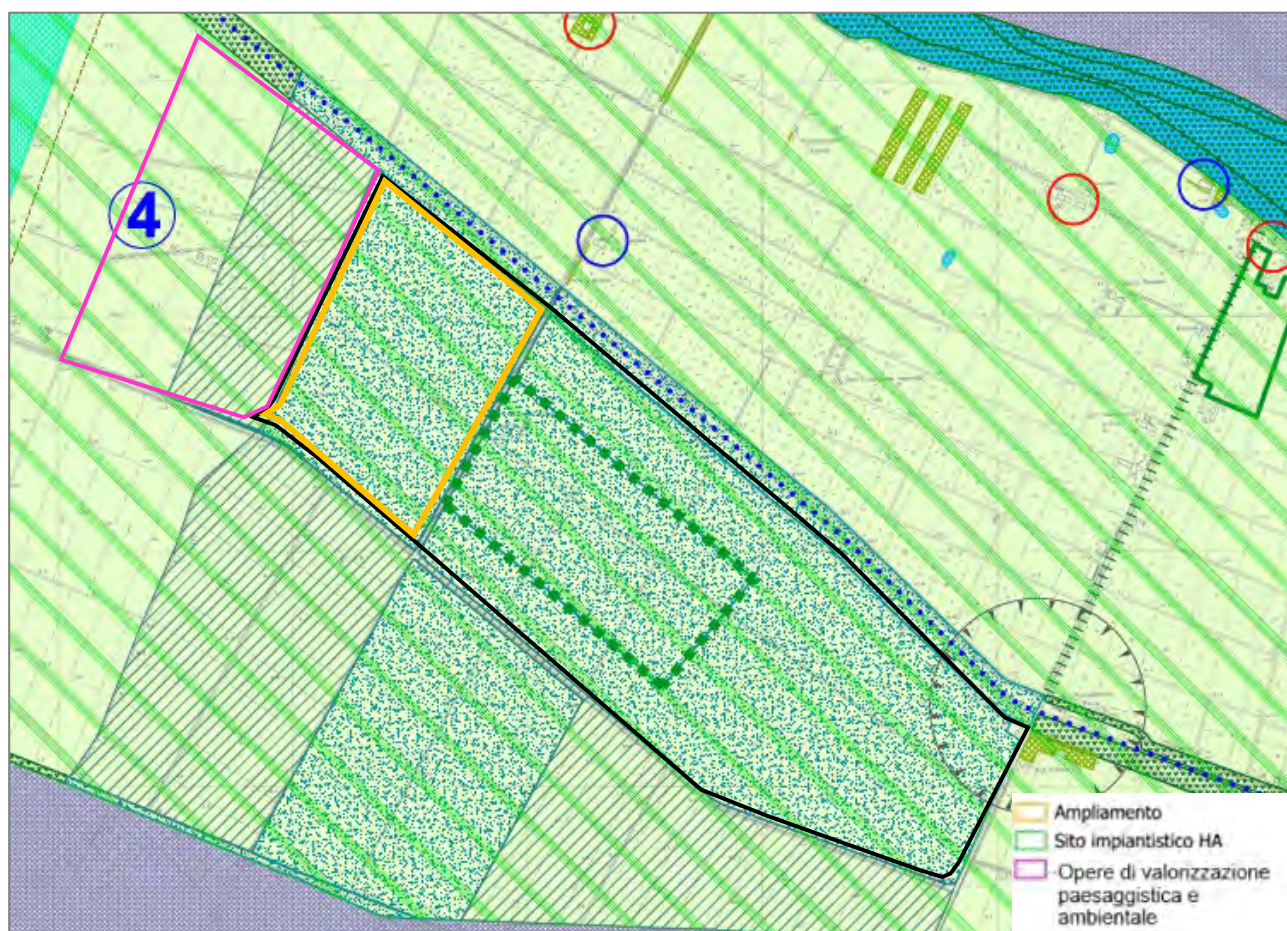 4
Ampliamento
Sito impiantistico HA
Opere di valorizzazione
paesaggistica e
ambientale